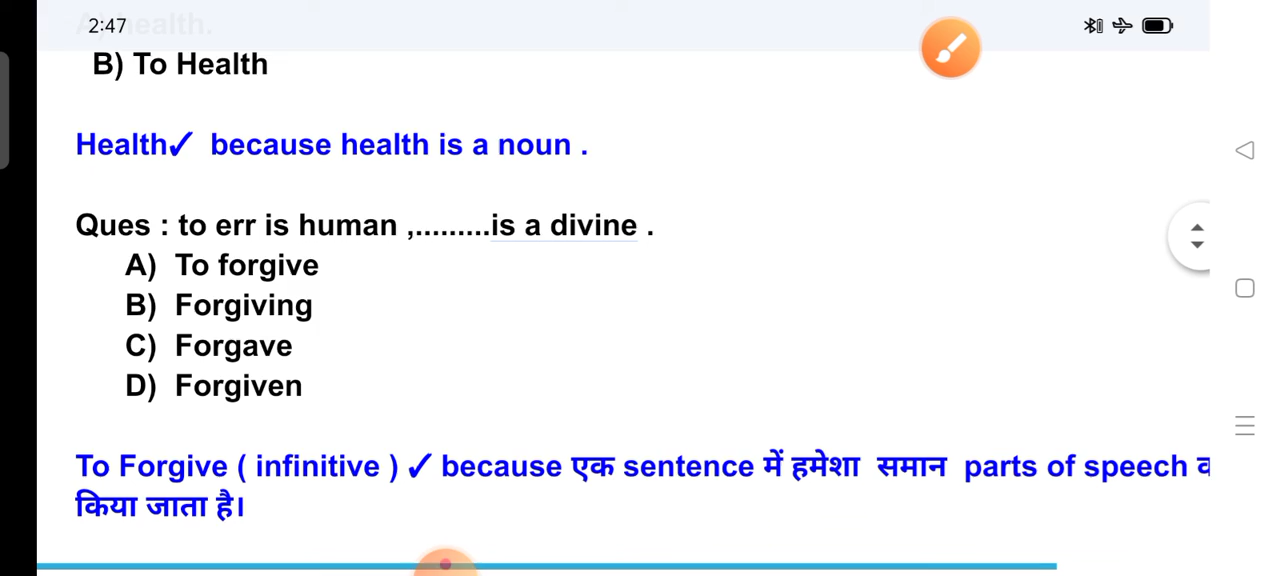 2:47
health.
B) To Health
Health✓ because health is a noun .
Ques : to err is human ,.........is a divine .
A) To forgive
B) Forgiving
C) Forgave
D) Forgiven
To Forgive ( infinitive ) ✓ because एक sentence में हमेशा समान parts of speech
किया जाता है।